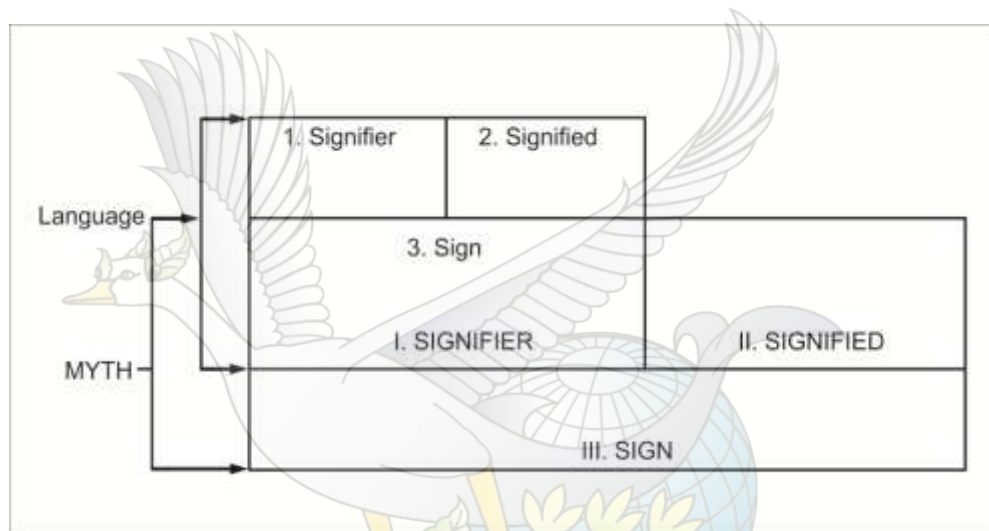 1. Signifier
2. Signified
Language
3. Sign
I. SIGNIFIER
II. SIGNIFIED
MYTH
III. SIGN